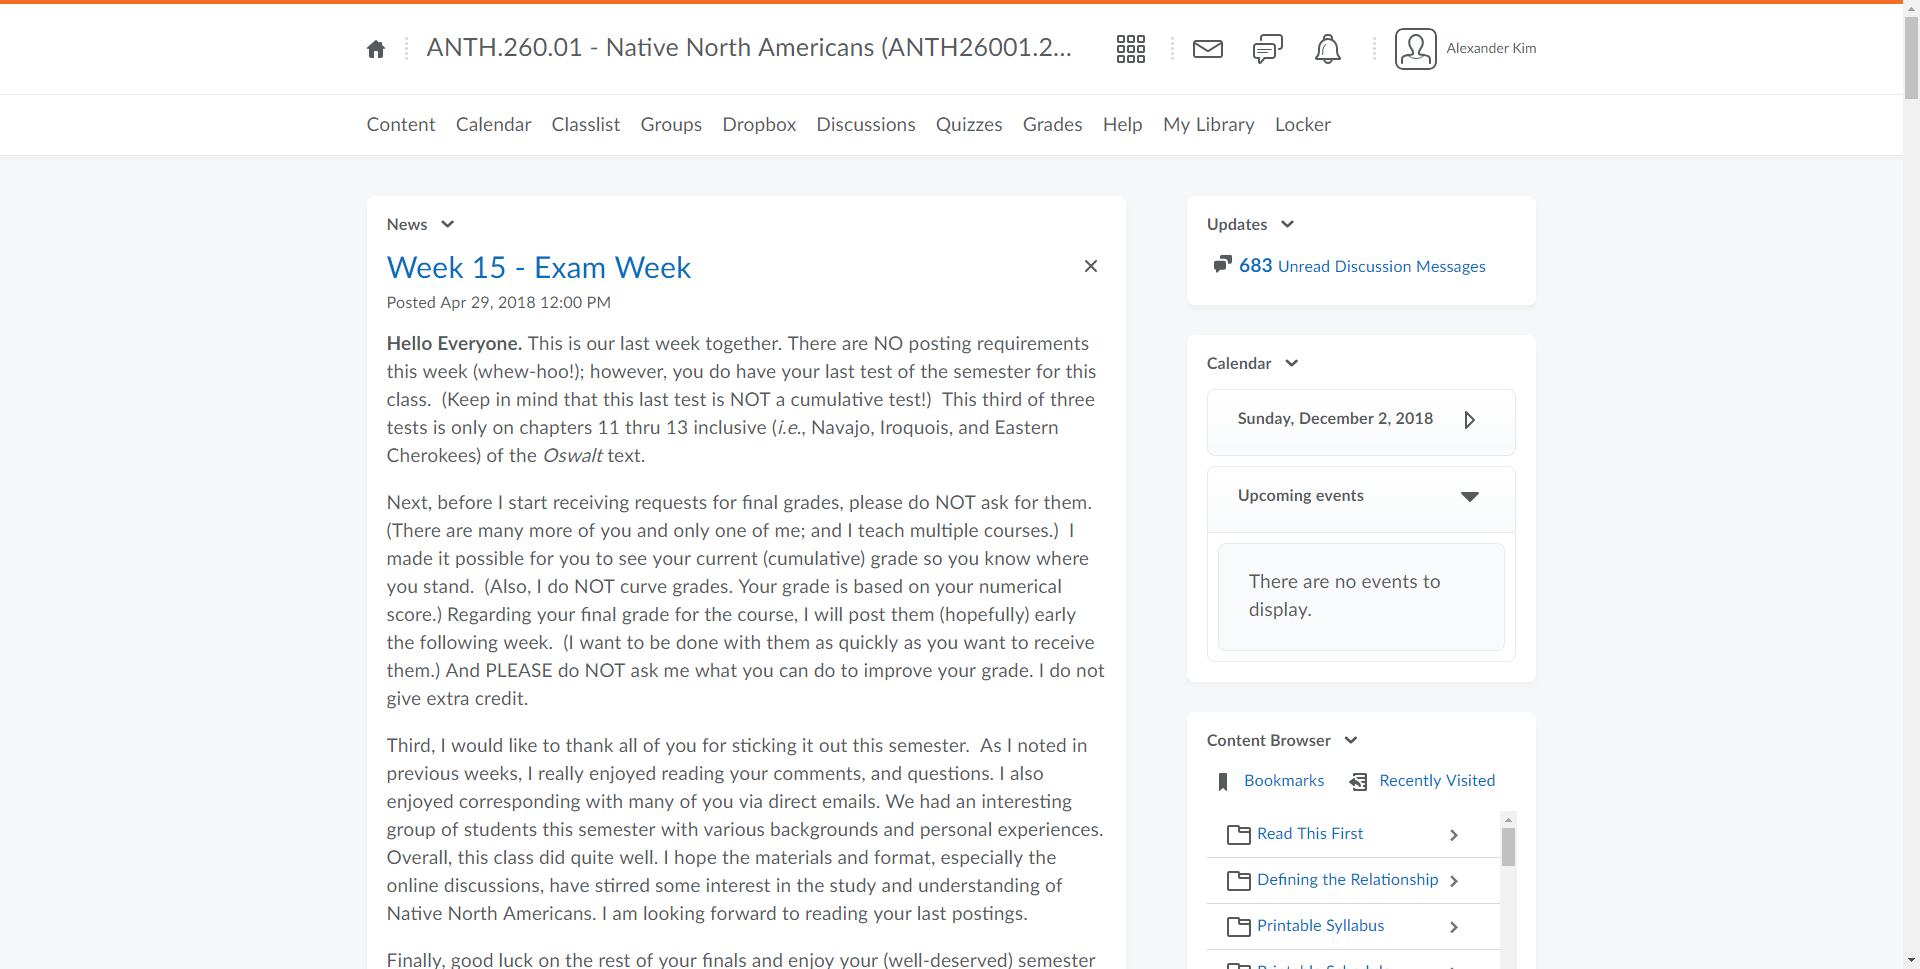 ANTH.260.01 - Native North Americans (ANTH26001.2...
Alexander Kim
Content Calendar Classlist Groups Dropbox Discussions Quizzes Grades Help My Library Locker
News
Week 15 - Exam Week
Posted Apr 29, 2018 12:00 PM
Hello Everyone. This is our last week together. There are NO posting requirements
this week (whew-hoo!); however, you do have your last test of the semester for this
class.  (Keep in mind that this last test is NOT a cumulative test!)  This third of three
tests is only on chapters 11 thru 13 inclusive (i.e., Navajo, Iroquois, and Eastern
Cherokees) of the Oswalt text.
Next, before I start receiving requests for final grades, please do NOT ask for them.
(There are many more of you and only one of me; and I teach multiple courses.)  I
made it possible for you to see your current (cumulative) grade so you know where
you stand.  (Also, I do NOT curve grades. Your grade is based on your numerical
score.) Regarding your final grade for the course, I will post them (hopefully) early
the following week.  (I want to be done with them as quickly as you want to receive
them.) And PLEASE do NOT ask me what you can do to improve your grade. I do not
give extra credit.
Third, I would like to thank all of you for sticking it out this semester.  As I noted in
previous weeks, I really enjoyed reading your comments, and questions. I also
enjoyed corresponding with many of you via direct emails. We had an interesting
group of students this semester with various backgrounds and personal experiences.
Overall, this class did quite well. I hope the materials and format, especially the
online discussions, have stirred some interest in the study and understanding of
Native North Americans. I am looking forward to reading your last postings.
Finally, good luck on the rest of your finals and enjoy your (well-deserved) semester
Updates
683 Unread Discussion Messages
Calendar
Sunday, December 2, 2018
Upcoming events
There are no events to
display.
Content Browser
Bookmarks Recently Visited
Read This First
Defining the Relationship
Printable Syllabus